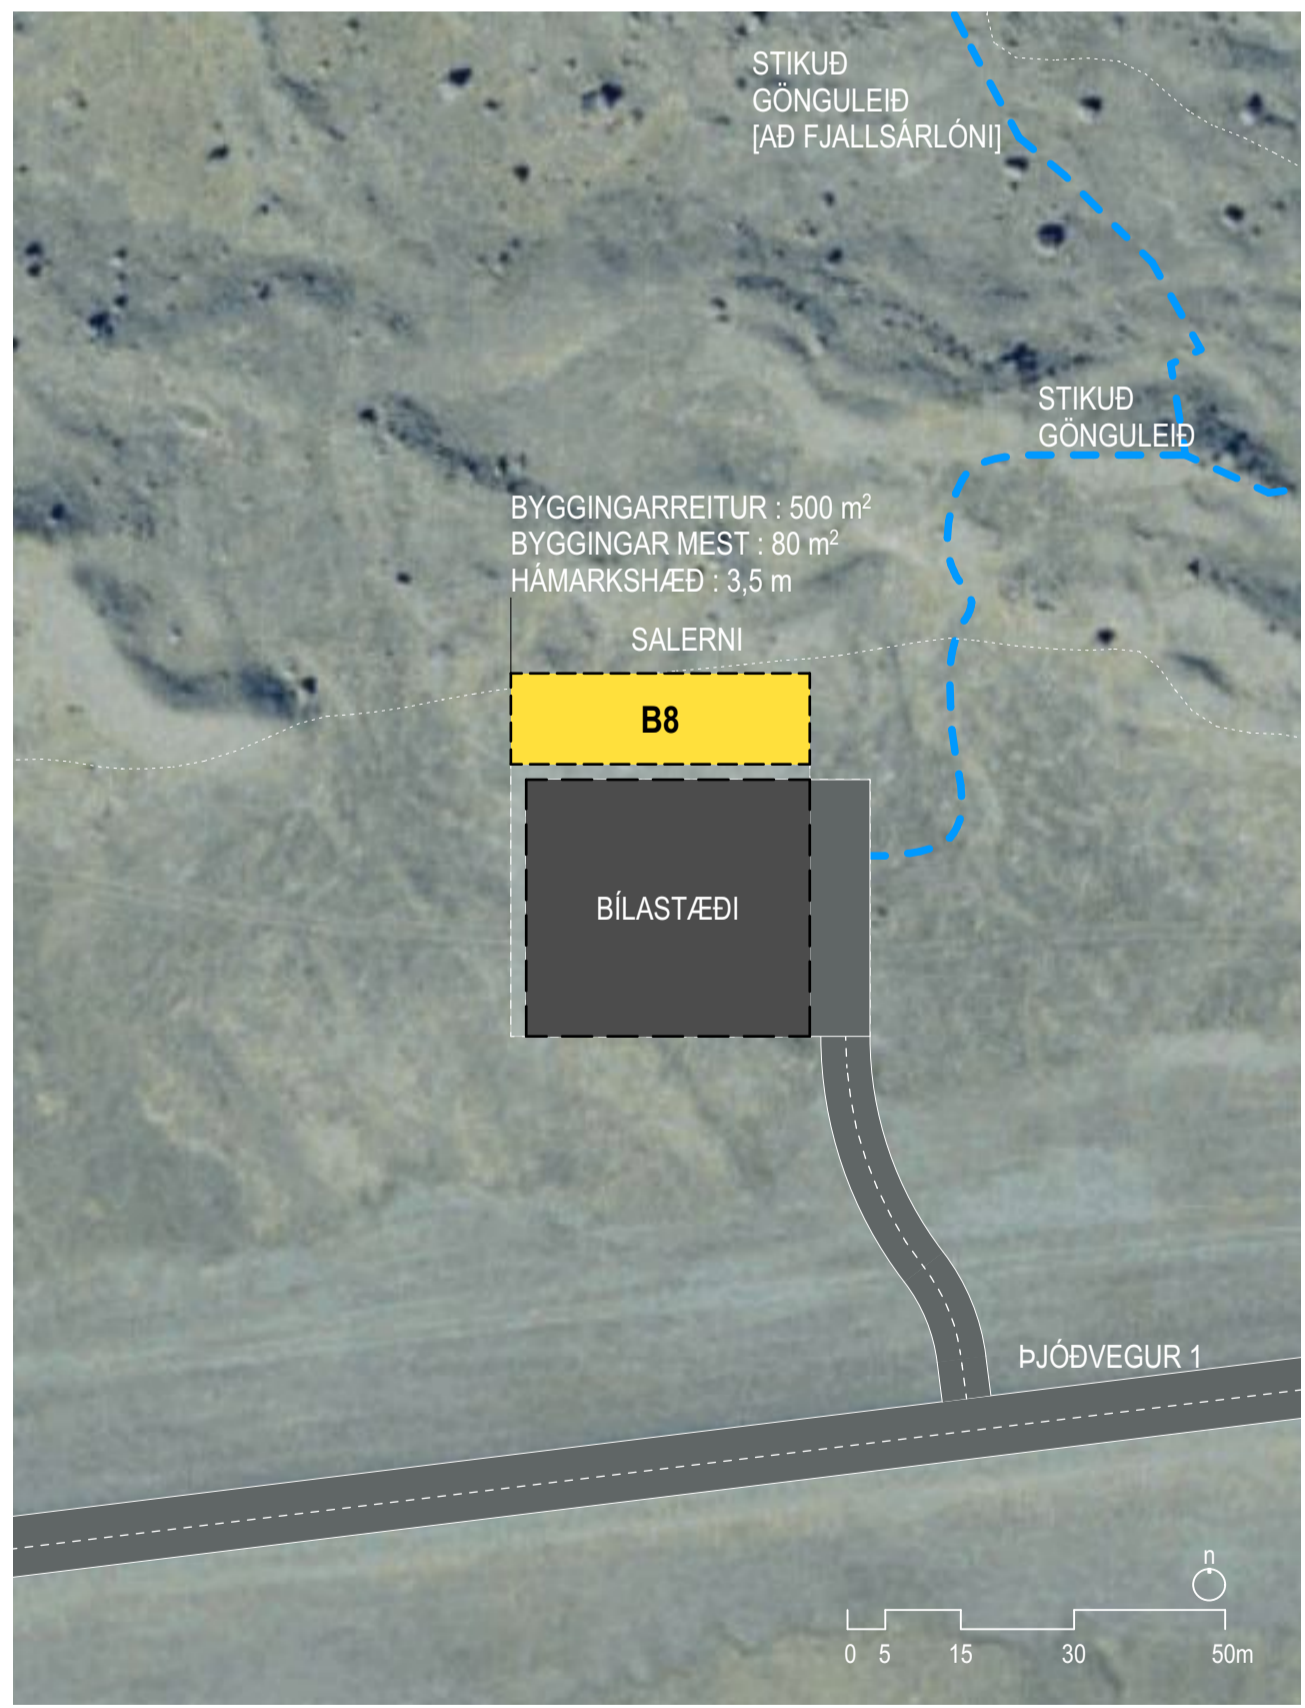 STIKUÐ
GÖNGULEIÐ
[AÐ FJALLSÁRLÓNI]
STIKUÐ
GÖNGULEIÐ
BYGGINGARREITUR : 500 m²
BYGGINGAR MEST : 80 m²
HÁMARKSHÆÐ : 3,5 m
SALERNI
B8
BÍLASTÆÐI
ÞJÓÐVEGUR 1
n
0 5 15 30 50m